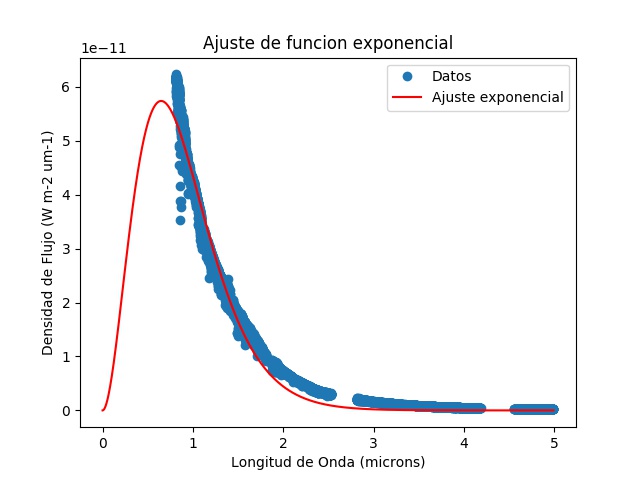 Ajuste de funcion exponencial
1e−11
Datos
Ajuste exponencial
6
5
4
3
2
1
0
Densidad de Flujo (W m-2 um-1)
0 1 2 3 4 5
Longitud de Onda (microns)